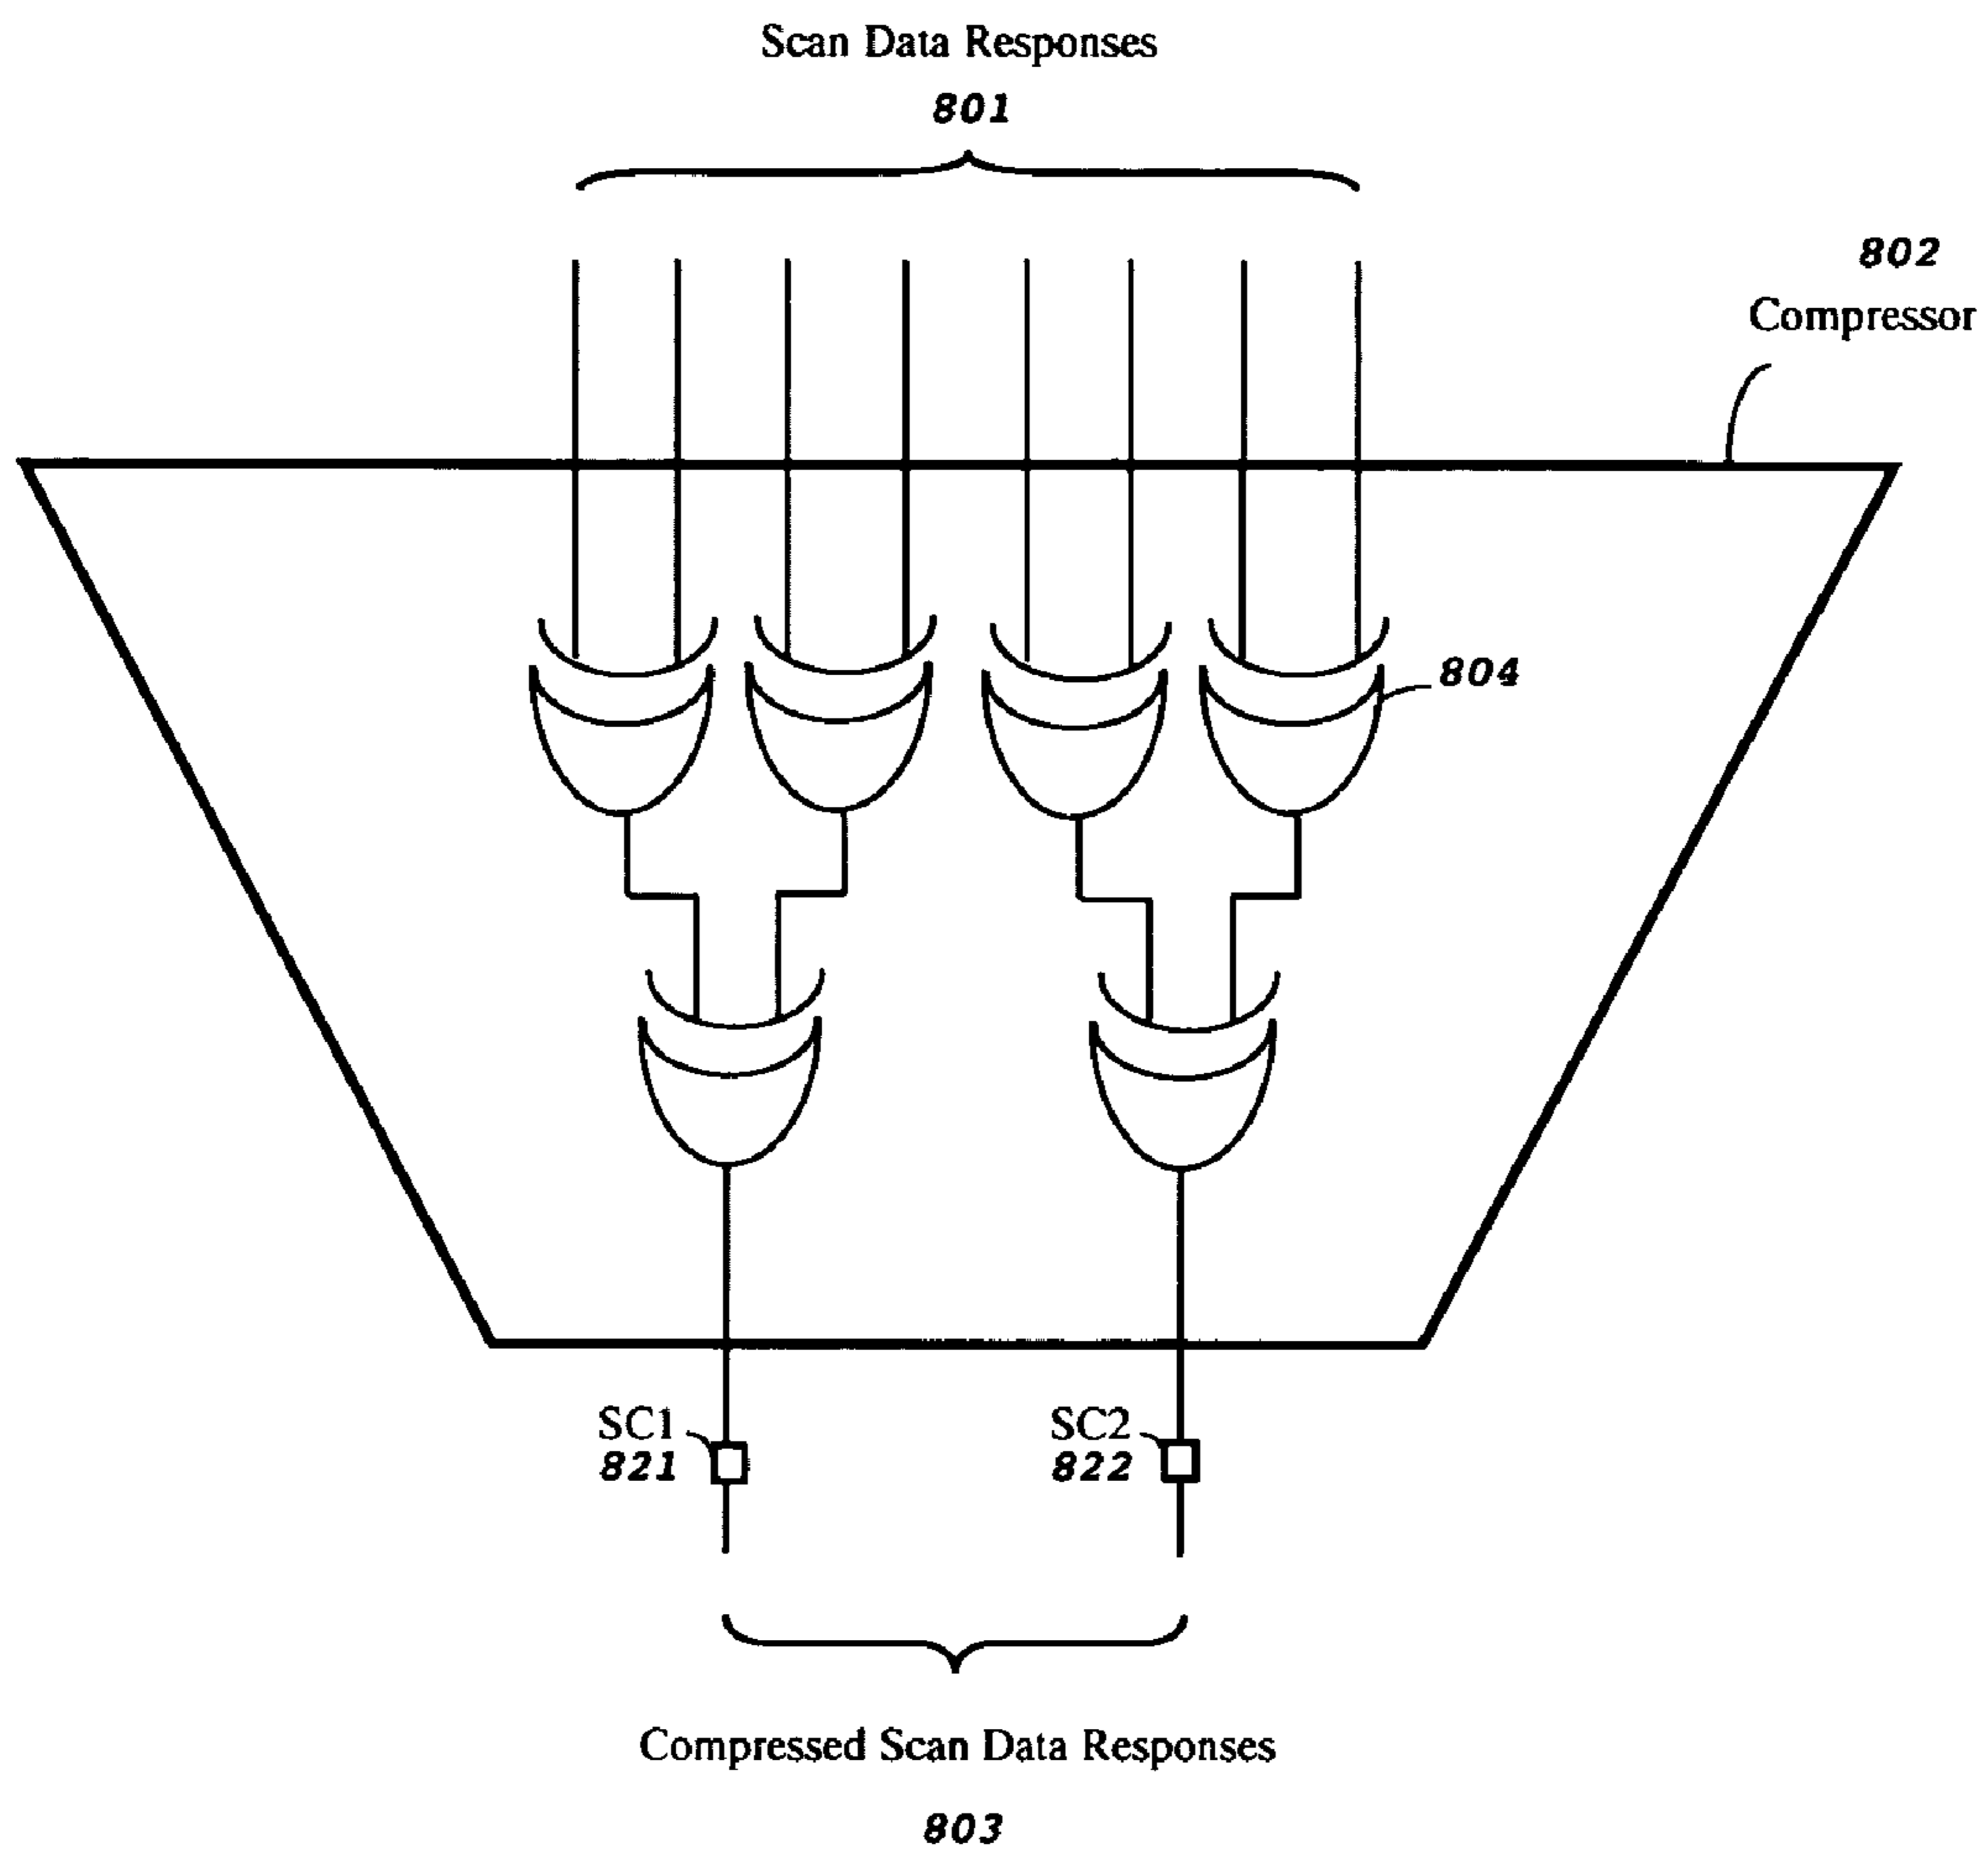 Scan Data Responses
801
802
Compressor
804
SC1
821
SC2
822
Compressed Scan Data Responses
803